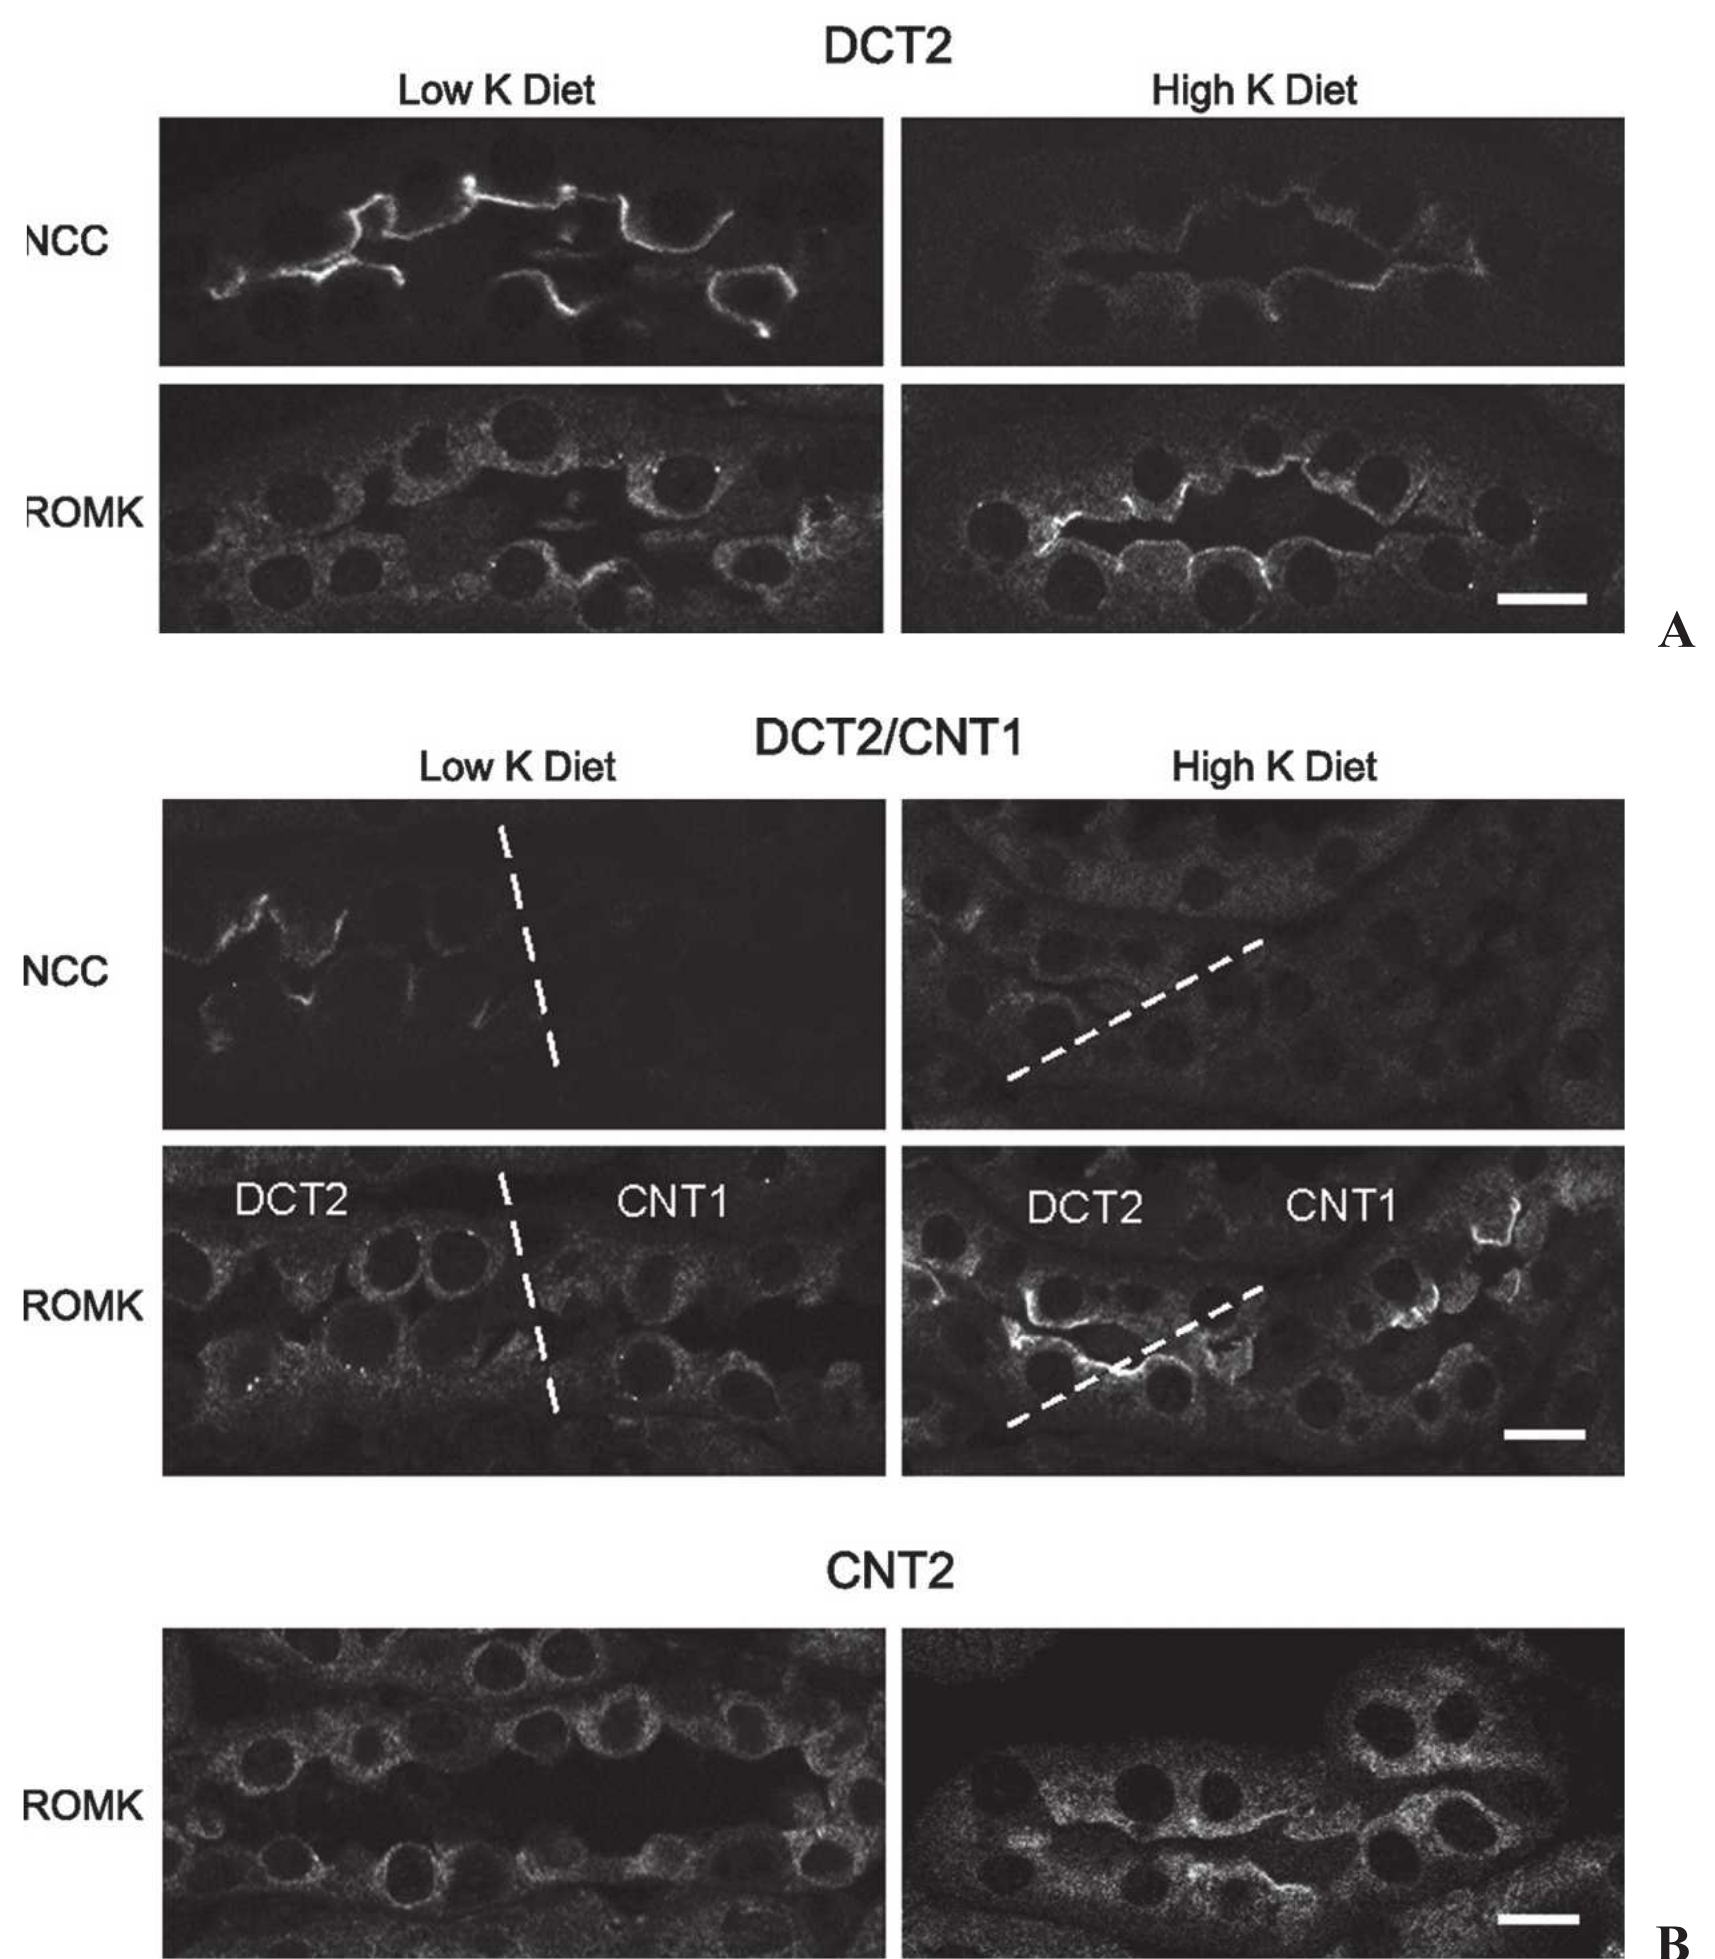 DCT2
Low K Diet High K Diet
NCC
ROMK
A
DCT2/CNT1
Low K Diet High K Diet
NCC
DCT2 CNT1 DCT2 CNT1
ROMK
CNT2
ROMK
B